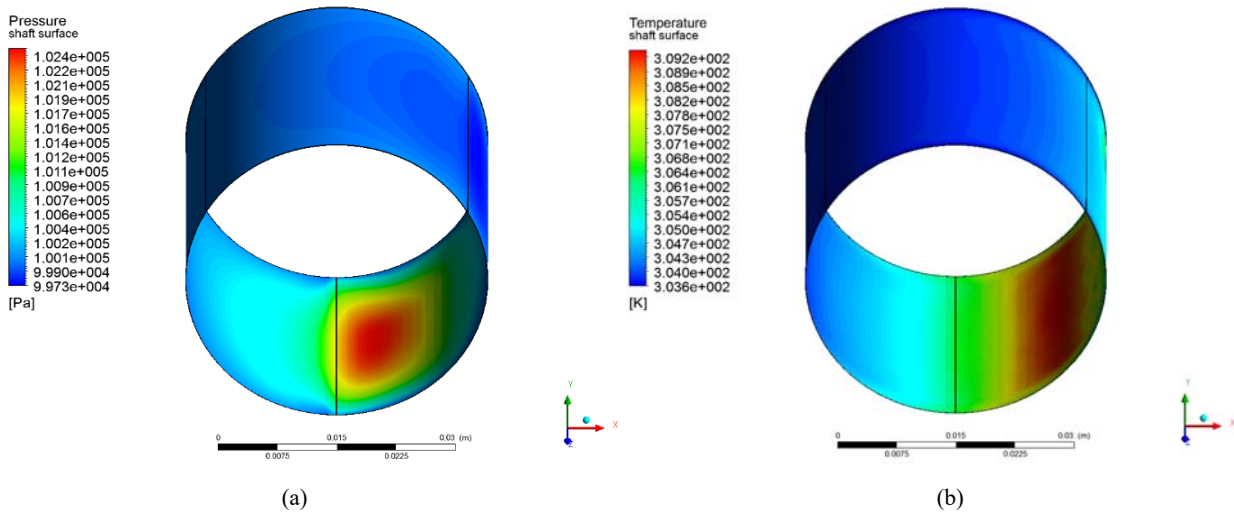 Pressure
shaft surface
1.024e+005
1.022e+005
1.021e+005
1.019e+005
1.016e+005
1.014e+005
1.012e+005
1.011e+005
1.009e+005
1.007e+005
1.006e+005
1.004e+005
1.002e+005
1.001e+005
9.990e+004
9.973e+004
[Pa]
0
0.015
0.03 (m)
0.0075
0.0225
Y
X
Z
(a)
Temperature
shaft surface
3.092e+002
3.089e+002
3.085e+002
3.082e+002
3.078e+002
3.075e+002
3.071e+002
3.068e+002
3.064e+002
3.061e+002
3.057e+002
3.054e+002
3.050e+002
3.047e+002
3.043e+002
3.040e+002
3.036e+002
[K]
0
0.015
0.03 (m)
0.0075
0.0225
Y
X
Z
(b)